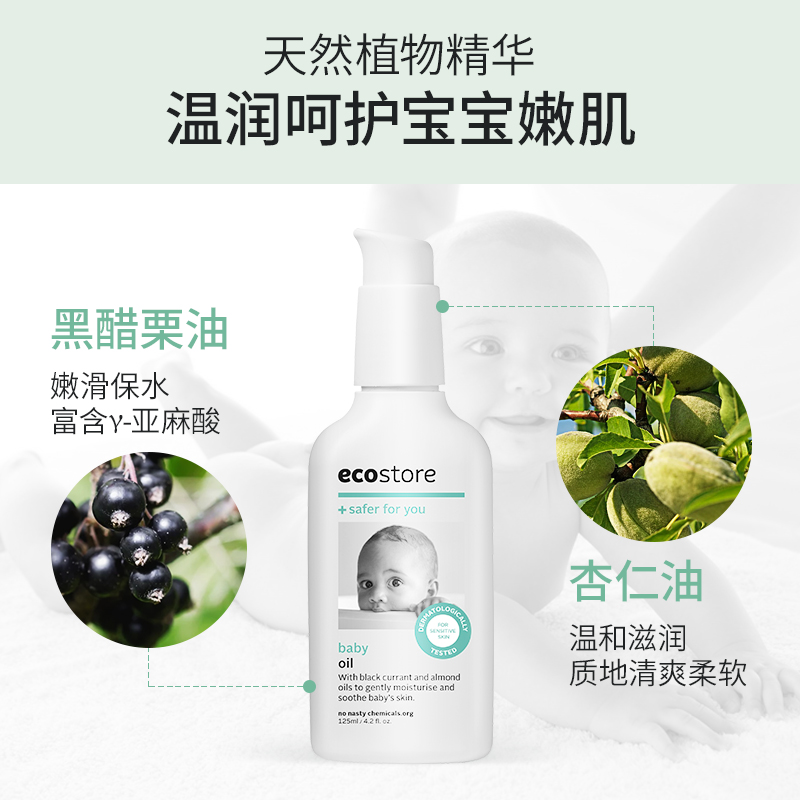 天然植物精华
温润呵护宝宝嫩肌
黑醋栗油
嫩滑保水
富含γ-亚麻酸
ecostore
+ safer for you
DERMATOLOGICALLY
FOR
SENSITIVE
SKIN
TESTED
baby
oil
With black currant and almond
oils to gently moisturise and
soothe baby's skin.
no nasty chemicals.org
125ml / 4.2 fl. oz.
杏仁油
温和滋润
质地清爽柔软